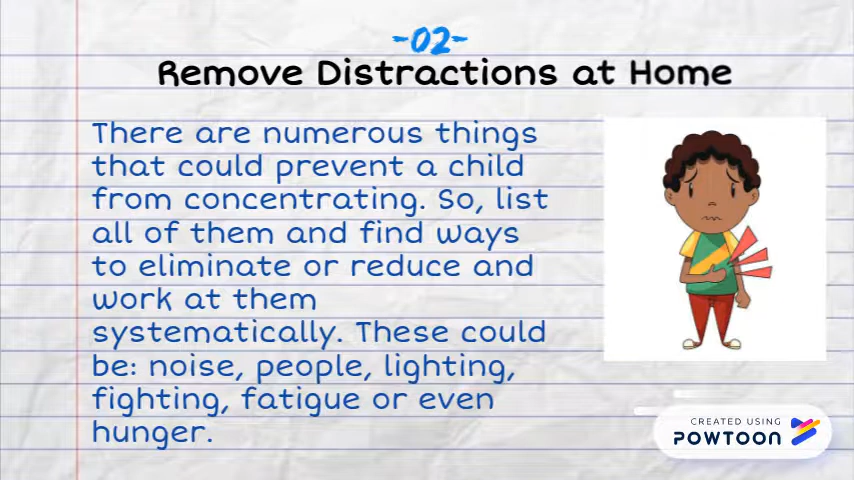 -02-
Remove Distractions at Home
There are numerous things
that could prevent a child
from concentrating. So, list
all of them and find ways
to eliminate or reduce and
work at them
systematically. These could
be: noise, people, lighting,
fighting, fatigue or even
hunger.
CREATED USING
POWTOON